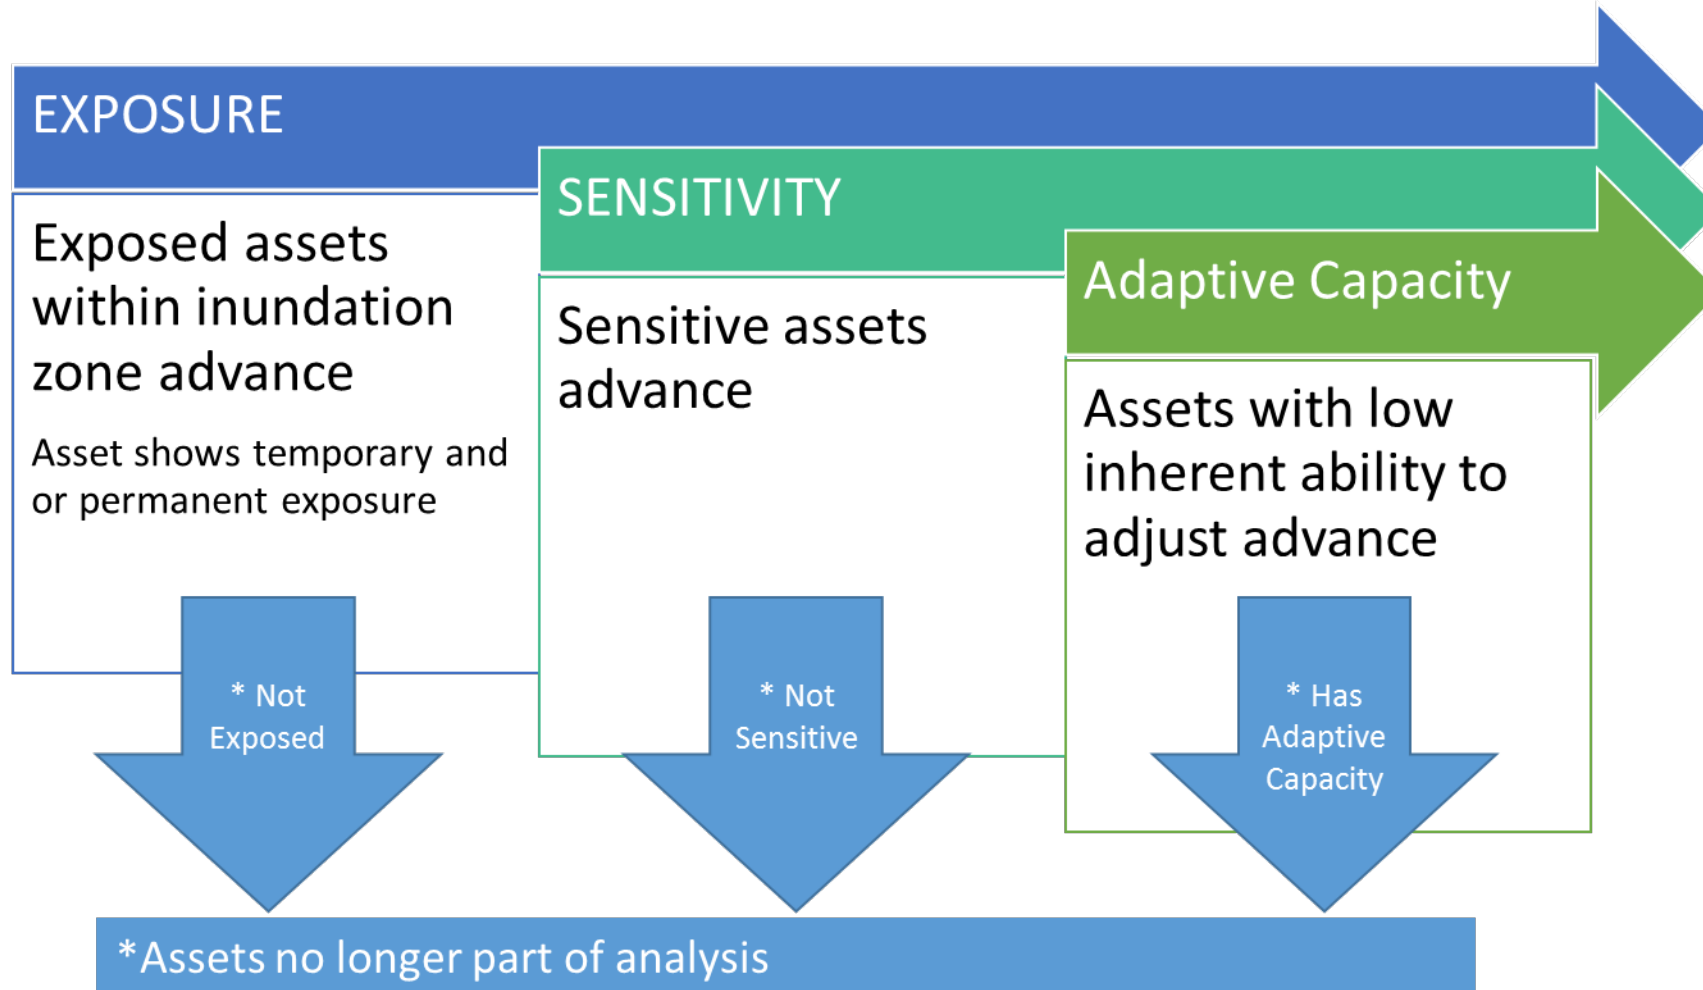 EXPOSURE
Exposed assets
within inundation
zone advance
Asset shows temporary and
or permanent exposure
* Not
Exposed
SENSITIVITY
Sensitive assets
advance
* Not
Sensitive
Adaptive Capacity
Assets with low
inherent ability to
adjust advance
* Has
Adaptive
Capacity
*Assets no longer part of analysis